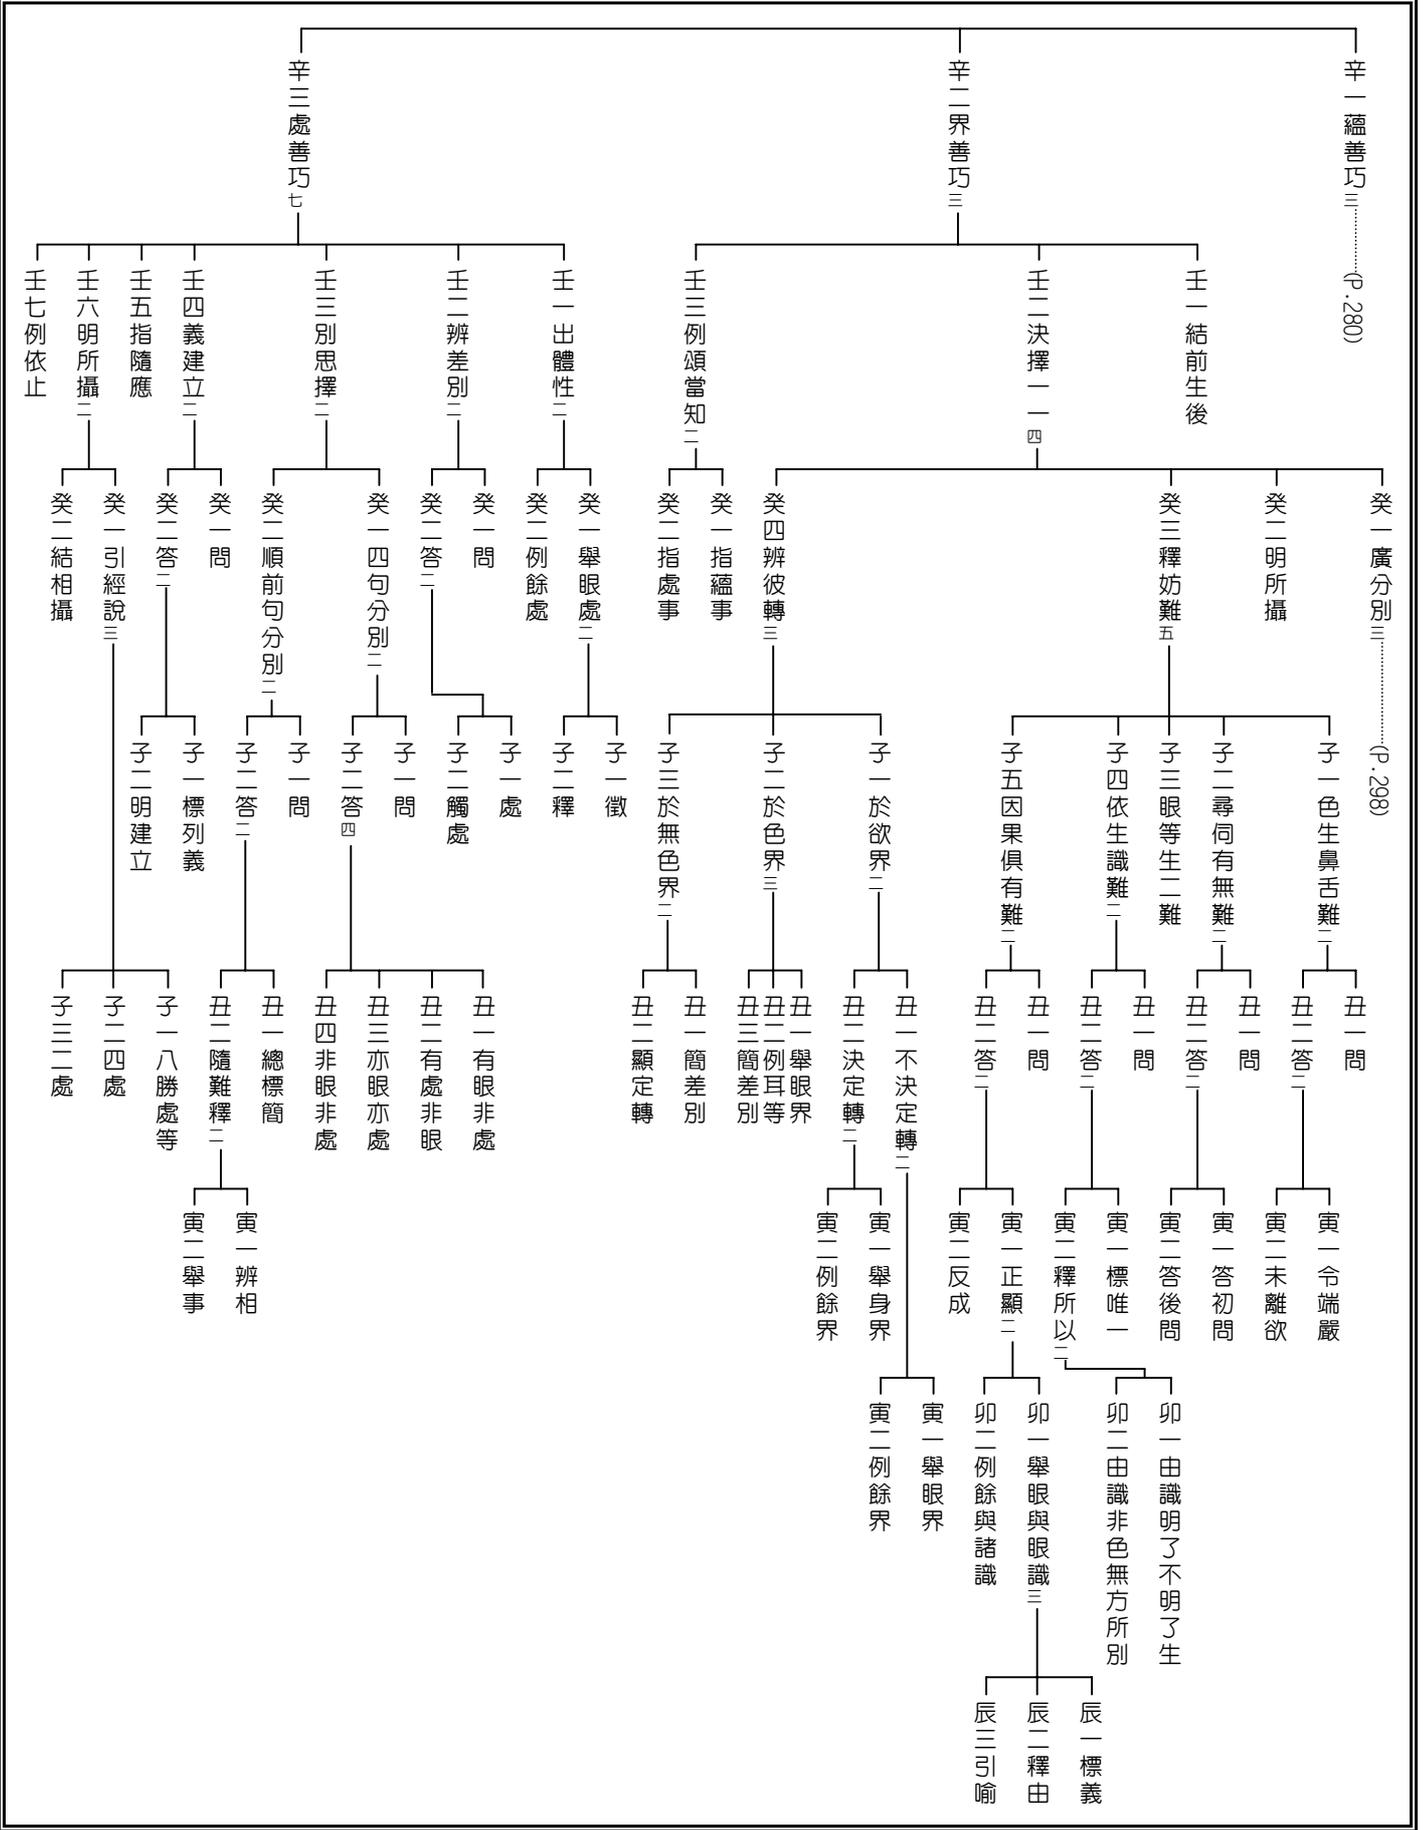 辛一蘊善巧三…………(P.280)
辛二界善巧三
辛三處善巧七
壬一結前生後
壬二決擇一一四
壬三例頌當知二
壬一出體性二
壬二辨差別二
壬三別思擇二
壬四義建立二
壬五指隨應
壬六明所攝二
壬七例依止
癸一廣分別三…………(P.298)
癸二明所攝
癸三釋妨難五
癸四辨彼轉三
癸一指蘊事
癸二指處事
癸一舉眼處二
癸二例餘處
癸一問
癸二答二
癸一四句分別二
癸二順前句分別二
癸一問
癸二答二
癸一引經說三
癸二結相攝
子一色生鼻舌難二
子二尋伺有無難二
子三眼等生二難
子四依生識難二
子五因果俱有難二
子一於欲界二
子二於色界三
子三於無色界二
子一徵
子二釋
子一處
子二觸處
子一問
子二答四
子一問
子二答二
子一標列義
子二明建立
丑一問
丑二答二
丑一問
丑二答二
丑一問
丑二答二
丑一問
丑二答二
丑一不決定轉二
丑二決定轉二
丑一舉眼界
丑二例耳等
丑三簡差別
丑一簡差別
丑二顯定轉
丑一有眼非處
丑二有處非眼
丑三亦眼亦處
丑四非眼非處
丑一總標簡
丑二隨難釋二
子一八勝處等
子二四處
子三二處
寅一令端嚴
寅二未離欲
寅一答初問
寅二答後問
寅一標唯一
寅二釋所以二
寅一正顯二
寅二反成
寅一舉身界
寅二例餘界
寅一辨相
寅二舉事
卯一由識明了不明了生
卯二由識非色無方所別
卯一舉眼與眼識三
卯二例餘與諸識
寅一舉眼界
寅二例餘界
辰一標義
辰二釋由
辰三引喻